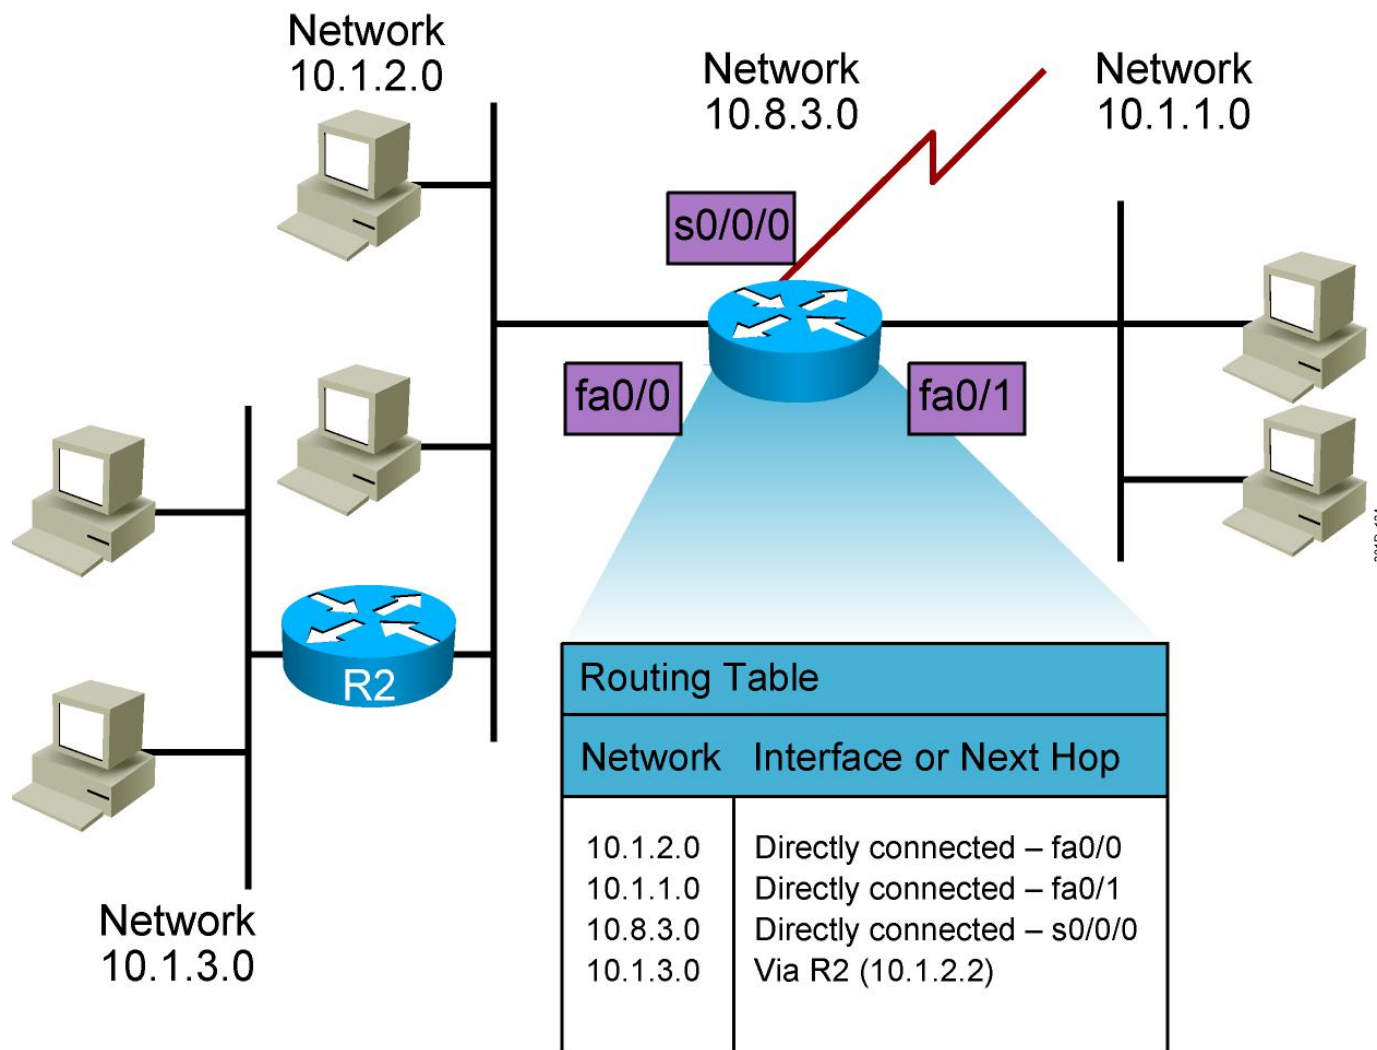 Network
10.1.2.0
Network
10.8.3.0
Network
10.1.1.0
s0/0/0
fa0/0
fa0/1
R2
Network
10.1.3.0
Routing Table
Network Interface or Next Hop
10.1.2.0 Directly connected – fa0/0
10.1.1.0 Directly connected – fa0/1
10.8.3.0 Directly connected – s0/0/0
10.1.3.0 Via R2 (10.1.2.2)